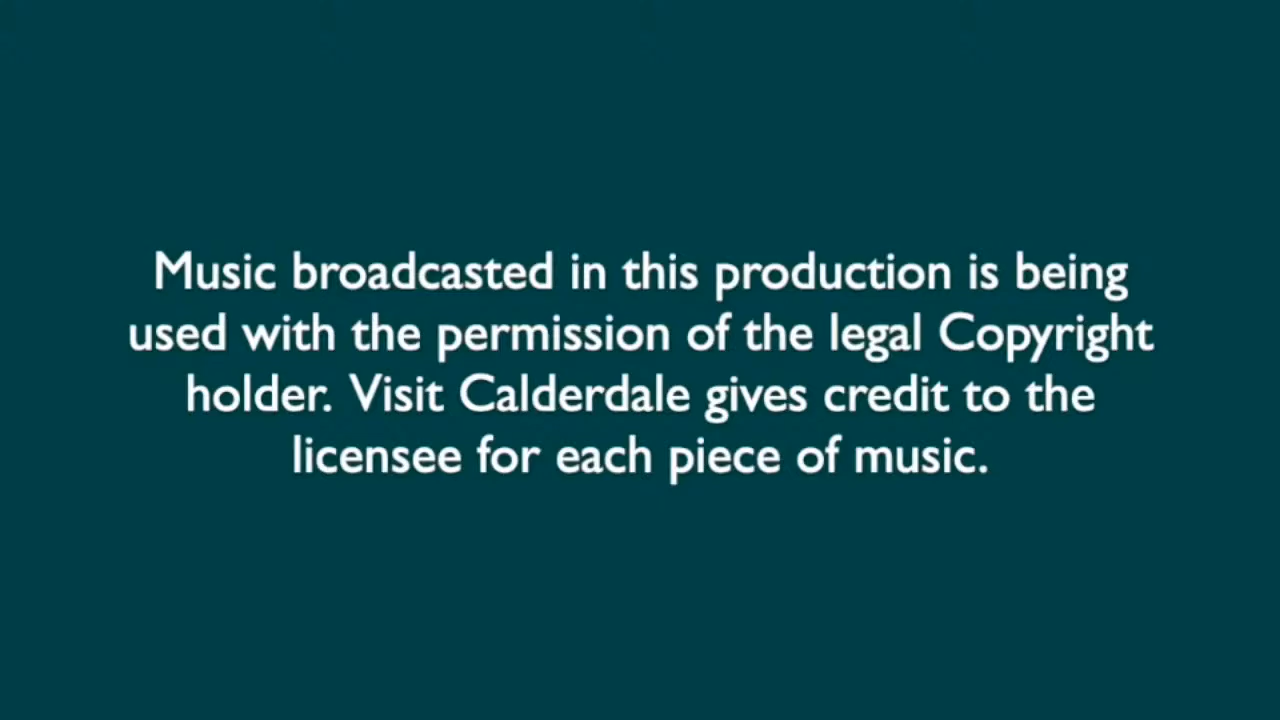 Music broadcasted in this production is being
used with the permission of the legal Copyright
holder. Visit Calderdale gives credit to the
licensee for each piece of music.